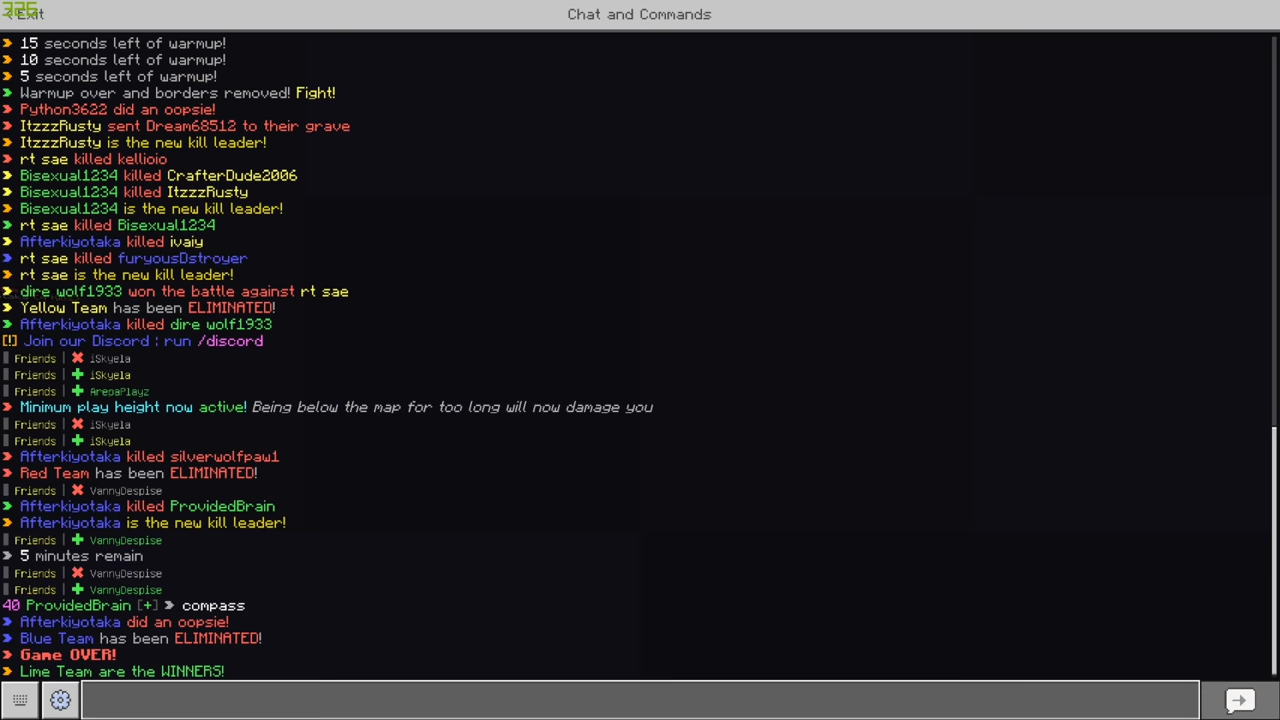 326
Exit
Chat and Commands
15 seconds left of warmup!
10 seconds left of warmup!
5 seconds left of warmup!
Warmup over and borders removed! Fight!
Python3622 did an oopsie!
ItzzzRusty sent Dream68512 to their grave
ItzzzRusty is the new kill leader!
rt sae killed kellioio
Bisexual1234 killed CrafterDude2006
Bisexual1234 killed ItzzzRusty
Bisexual1234 is the new kill leader!
rt sae killed Bisexual1234
Afterkiyotaka killed ivaiy
rt sae killed furyousDstroyer
rt sae is the new kill leader!
dire wolf1933 won the battle against rt sae
Yellow Team has been ELIMINATED!
Afterkiyotaka killed dire wolf1933
[!] Join our Discord : run /discord
Friends | ✖ iSkyela
Friends | ✚ iSkyela
Friends | ✚ ArepaPlayz
Minimum play height now active! Being below the map for too long will now damage you
Friends | ✖ iSkyela
Friends | ✚ iSkyela
Afterkiyotaka killed silverwolfpaw1
Red Team has been ELIMINATED!
Friends | ✖ VannyDespise
Afterkiyotaka killed ProvidedBrain
Afterkiyotaka is the new kill leader!
Friends | ✚ VannyDespise
5 minutes remain
Friends | ✖ VannyDespise
Friends | ✚ VannyDespise
40 ProvidedBrain [+] » compass
Afterkiyotaka did an oopsie!
Blue Team has been ELIMINATED!
Game OVER!
Lime Team are the WINNERS!